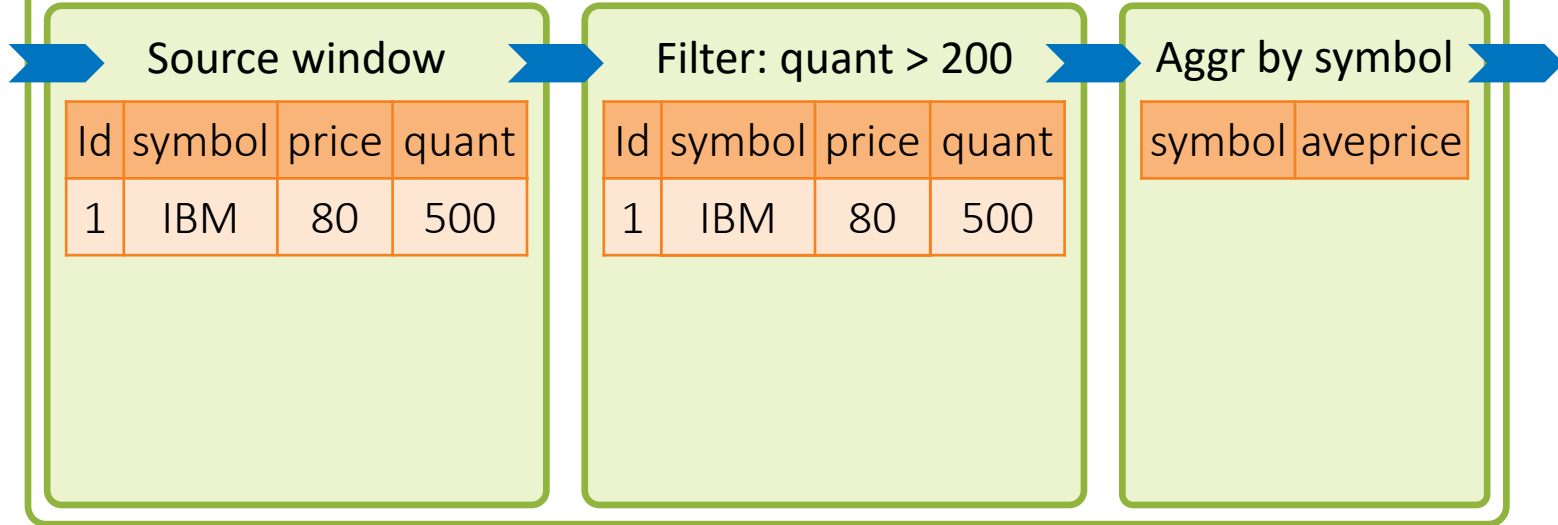 Source window
Id symbol price quant
1 IBM 80 500
Filter: quant > 200
Id symbol price quant
1 IBM 80 500
Aggr by symbol
symbol aveprice